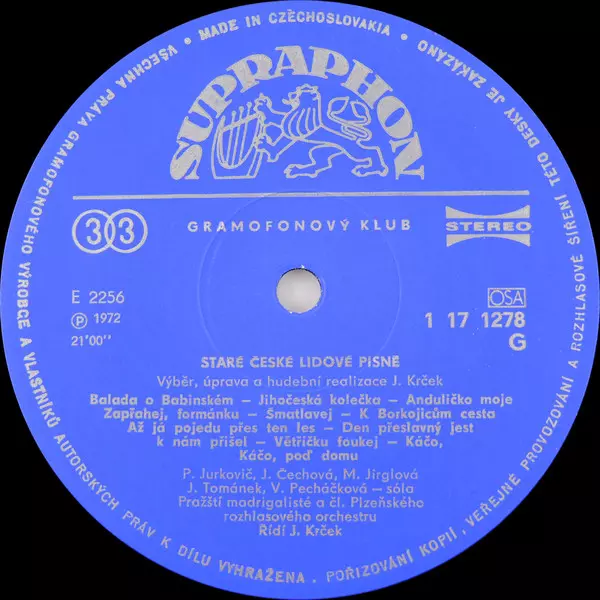 VŠECHNA PRÁVA GRAMOFONOVÉHO VÝROBCE A VLASTNÍKŮ AUTORSKÝCH PRÁV K DÍLU VYHRAŽENA . POŘIZOVÁNÍ KOPIÍ, VEŘEJNÉ PROVOZOVÁNÍ A ROZHLASOVÉ ŠÍŘENÍ TÉTO DESKY JE ZAKÁZÁNO • MADE IN CZECHOSLOVAKIA •
SUPRAPHON
33
GRAMOFONOVÝ KLUB
STEREO
E 2256
Ⓟ 1972
21'00''
OSA
1 17 1278
G
STARÉ ČESKÉ LIDOVÉ PÍSNĚ
Výběr, úprava a hudební realizace J. Krček
Balada o Babinském – Jihočeská kolečka – Anduličko moje
Zapřahej, formánku – Šmatlavej – K Borkojicům cesta
Až já pojedu přes ten les – Den přeslavný jest
k nám přišel – Větříčku foukej – Káčo,
Káčo, poď domu
P. Jurkovič, J. Čechová, M. Jirglová
J. Tománek, V. Pecháčková – sóla
Pražští madrigalisté a čl. Plzeňského
rozhlasového orchestru
Řídí J. Krček